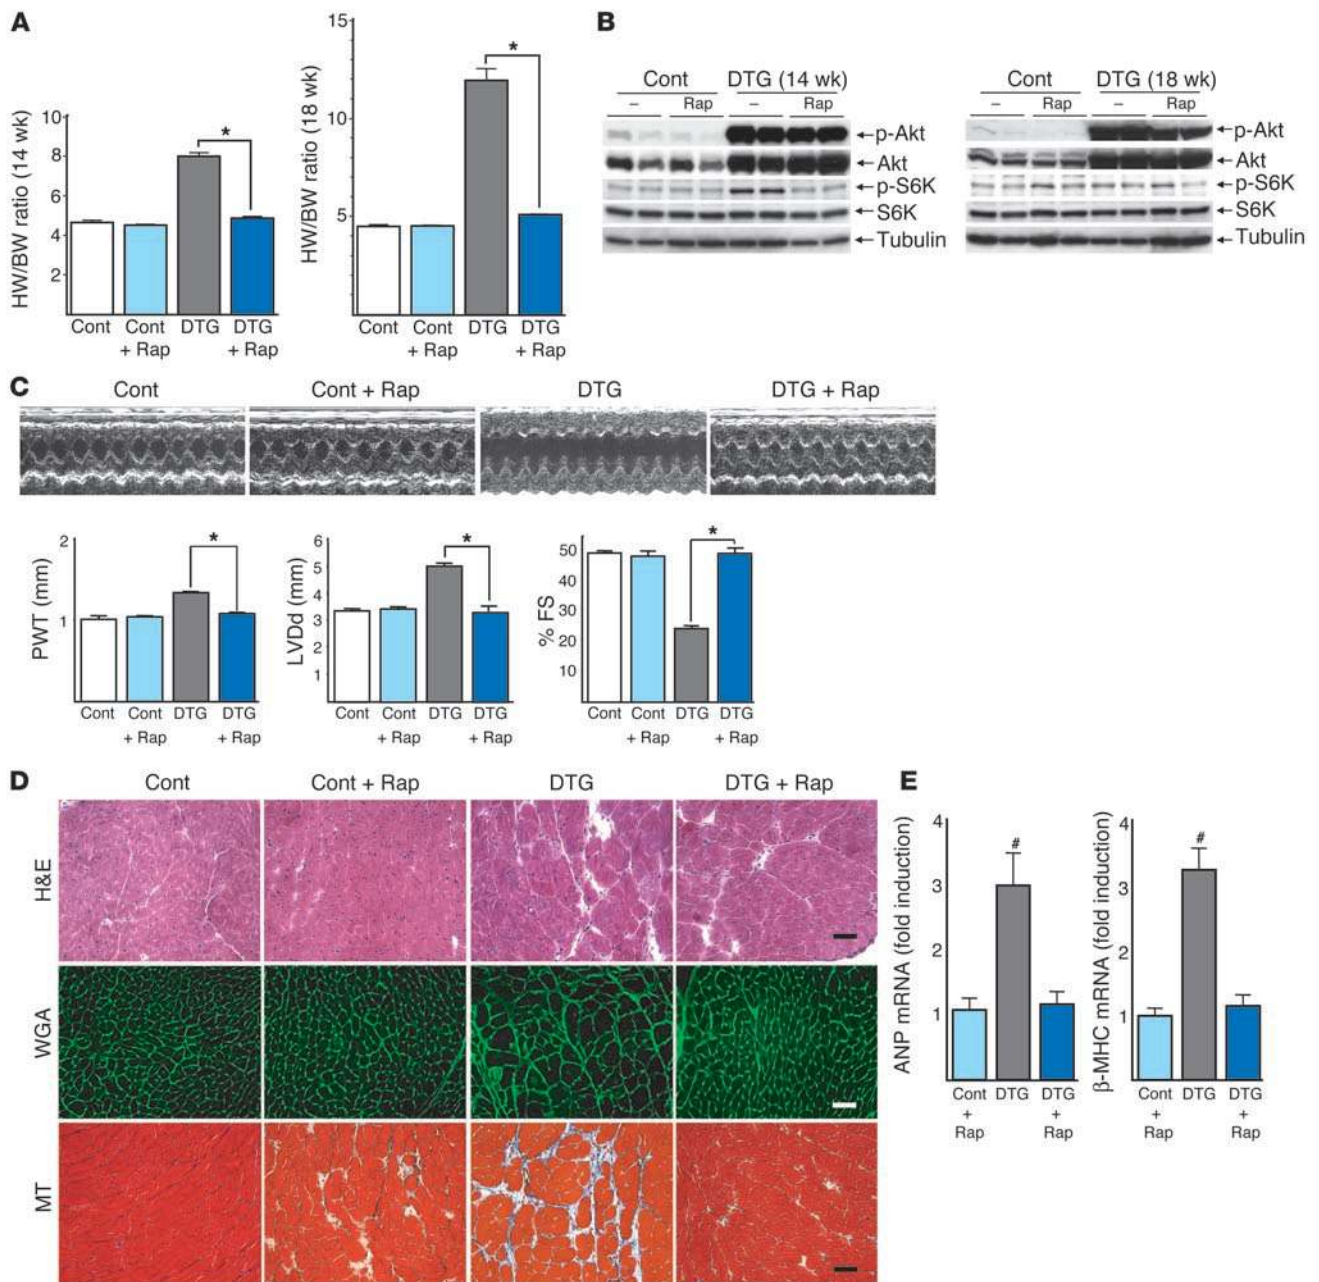 A
HW/BW ratio (14 wk)
10
8
6
4
2
*
Cont
Cont
+ Rap
DTG
DTG
+ Rap
HW/BW ratio (18 wk)
15
10
5
*
Cont
Cont
+ Rap
DTG
DTG
+ Rap
B
Cont DTG (14 wk)
– Rap – Rap
p-Akt
Akt
p-S6K
S6K
Tubulin
Cont DTG (18 wk)
– Rap – Rap
p-Akt
Akt
p-S6K
S6K
Tubulin
C
Cont Cont + Rap DTG DTG + Rap
PWT (mm)
2
1
*
Cont
Cont
+ Rap
DTG
DTG
+ Rap
LVDd (mm)
6
5
4
3
2
1
*
Cont
Cont
+ Rap
DTG
DTG
+ Rap
% FS
50
40
30
20
10
*
Cont
Cont
+ Rap
DTG
DTG
+ Rap
D
Cont Cont + Rap DTG DTG + Rap
H&E
WGA
MT
E
ANP mRNA (fold induction)
4
3
2
1
#
Cont
+
Rap
DTG
DTG
+
Rap
β-MHC mRNA (fold induction)
4
3
2
1
#
Cont
+
Rap
DTG
DTG
+
Rap